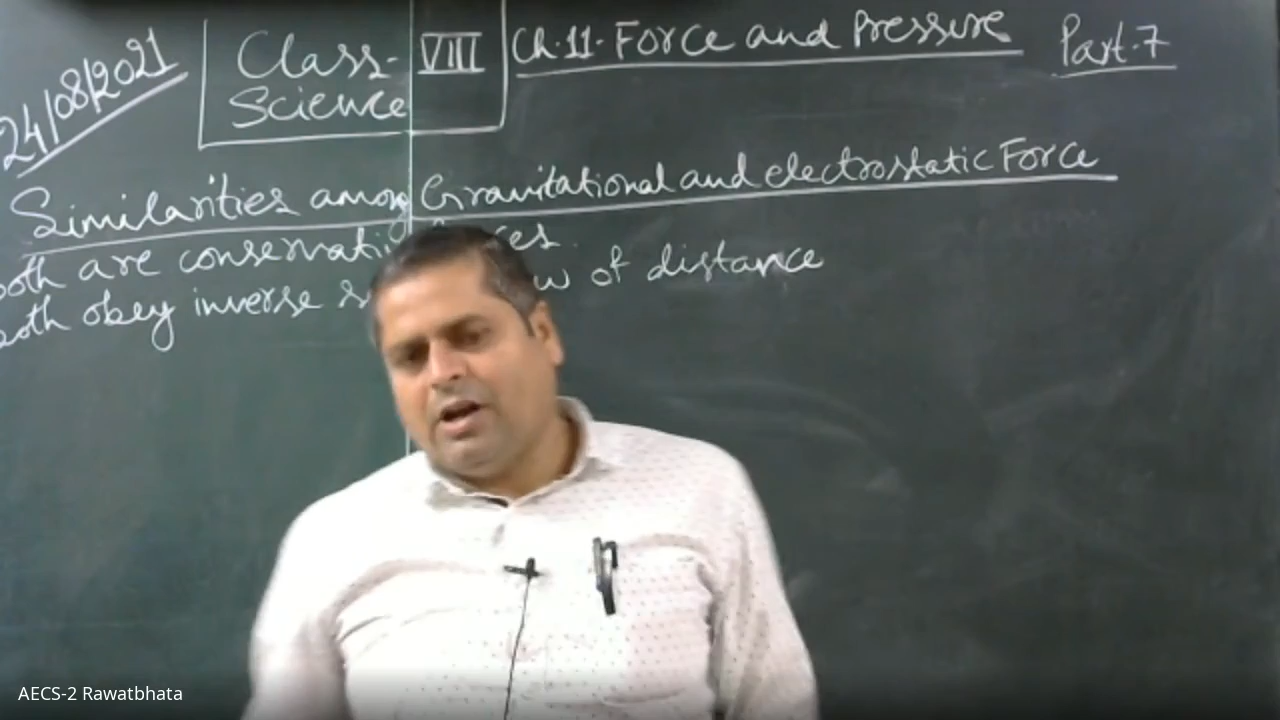 24/08/2021
Class- VIII Ch.11. Force and Pressure Part.7
Science
Similarities among Gravitational and electrostatic Force
both are
both obey inverse of distance
AECS-2 Rawatbhata